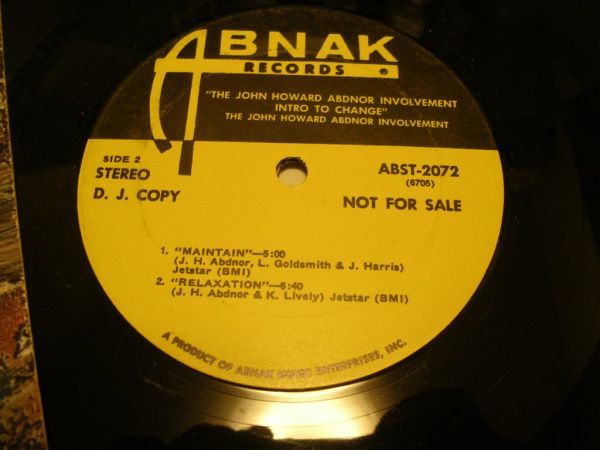 ABNAK
RECORDS ®
"THE JOHN HOWARD ABDNOR INVOLVEMENT
INTRO TO CHANGE"
THE JOHN HOWARD ABDNOR INVOLVEMENT
SIDE 2
STEREO
D. J. COPY
ABST-2072
(6705)
NOT FOR SALE
1. "MAINTAIN"—5:00
(J. H. Abdnor, L. Goldsmith & J. Harris)
Jetstar (BMI)
2. "RELAXATION"—6:40
(J. H. Abdnor & K. Lively) Jetstar (BMI)
A PRODUCT OF ABNAK MUSIC ENTERPRISES, INC.